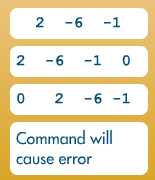 2 -6 -1
2 -6 -1 0
0 2 -6 -1
Command will
cause error